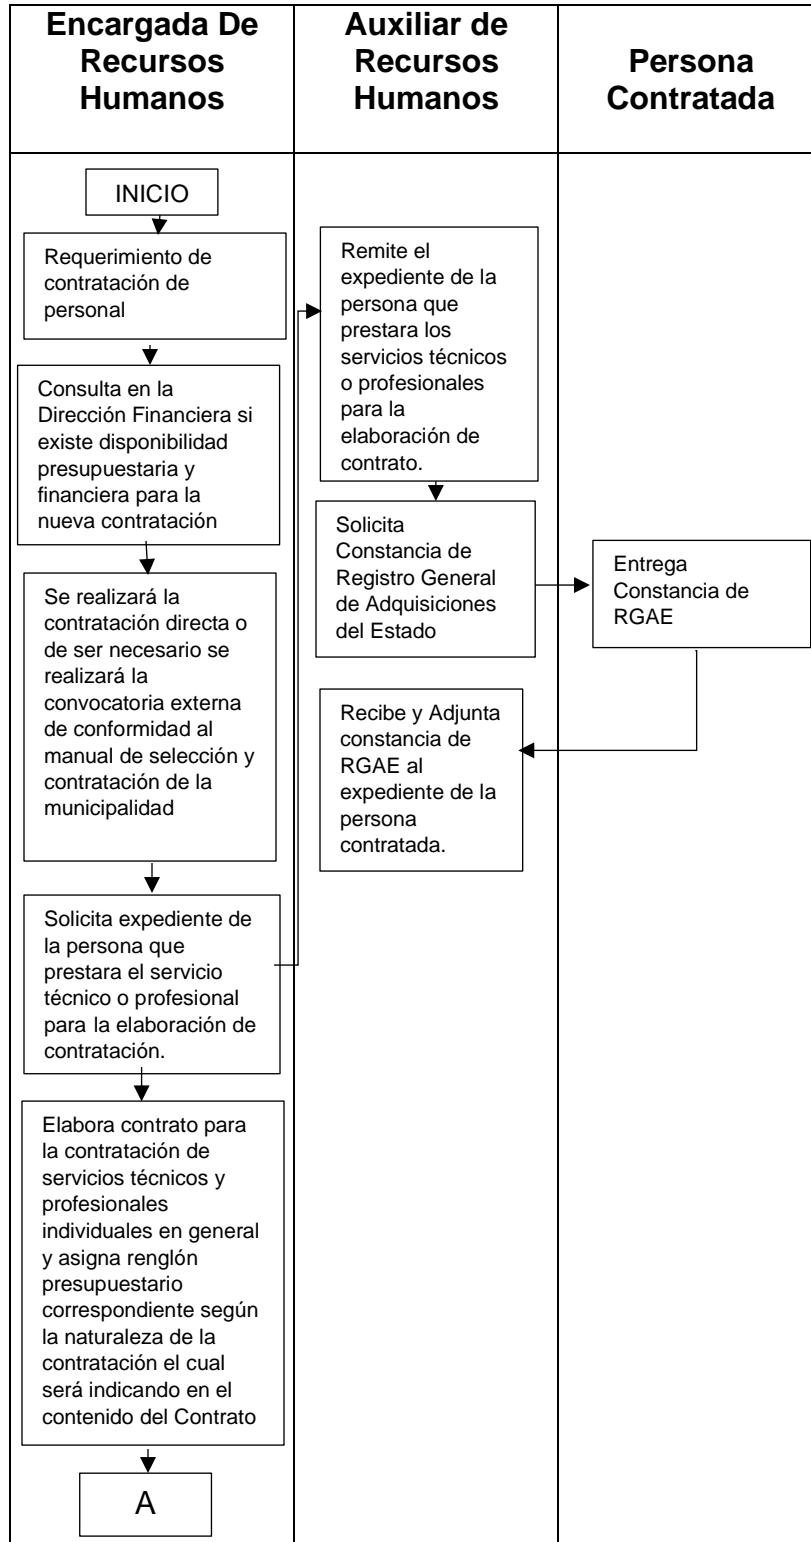 Encargada De
Recursos
Humanos
Auxiliar de
Recursos
Humanos
Persona
Contratada
INICIO
Requerimiento de
contratación de
personal
Consulta en la
Dirección Financiera si
existe disponibilidad
presupuestaria y
financiera para la
nueva contratación
Se realizará la
contratación directa o
de ser necesario se
realizará la
convocatoria externa
de conformidad al
manual de selección y
contratación de la
municipalidad
Solicita expediente de
la persona que
prestara el servicio
técnico o profesional
para la elaboración de
contratación.
Elabora contrato para
la contratación de
servicios técnicos y
profesionales
individuales en general
y asigna renglón
presupuestario
correspondiente según
la naturaleza de la
contratación el cual
será indicando en el
contenido del Contrato
A
Remite el
expediente de la
persona que
prestara los
servicios técnicos
o profesionales
para la
elaboración de
contrato.
Solicita
Constancia de
Registro General
de Adquisiciones
del Estado
Recibe y Adjunta
constancia de
RGAE al
expediente de la
persona
contratada.
Entrega
Constancia de
RGAE